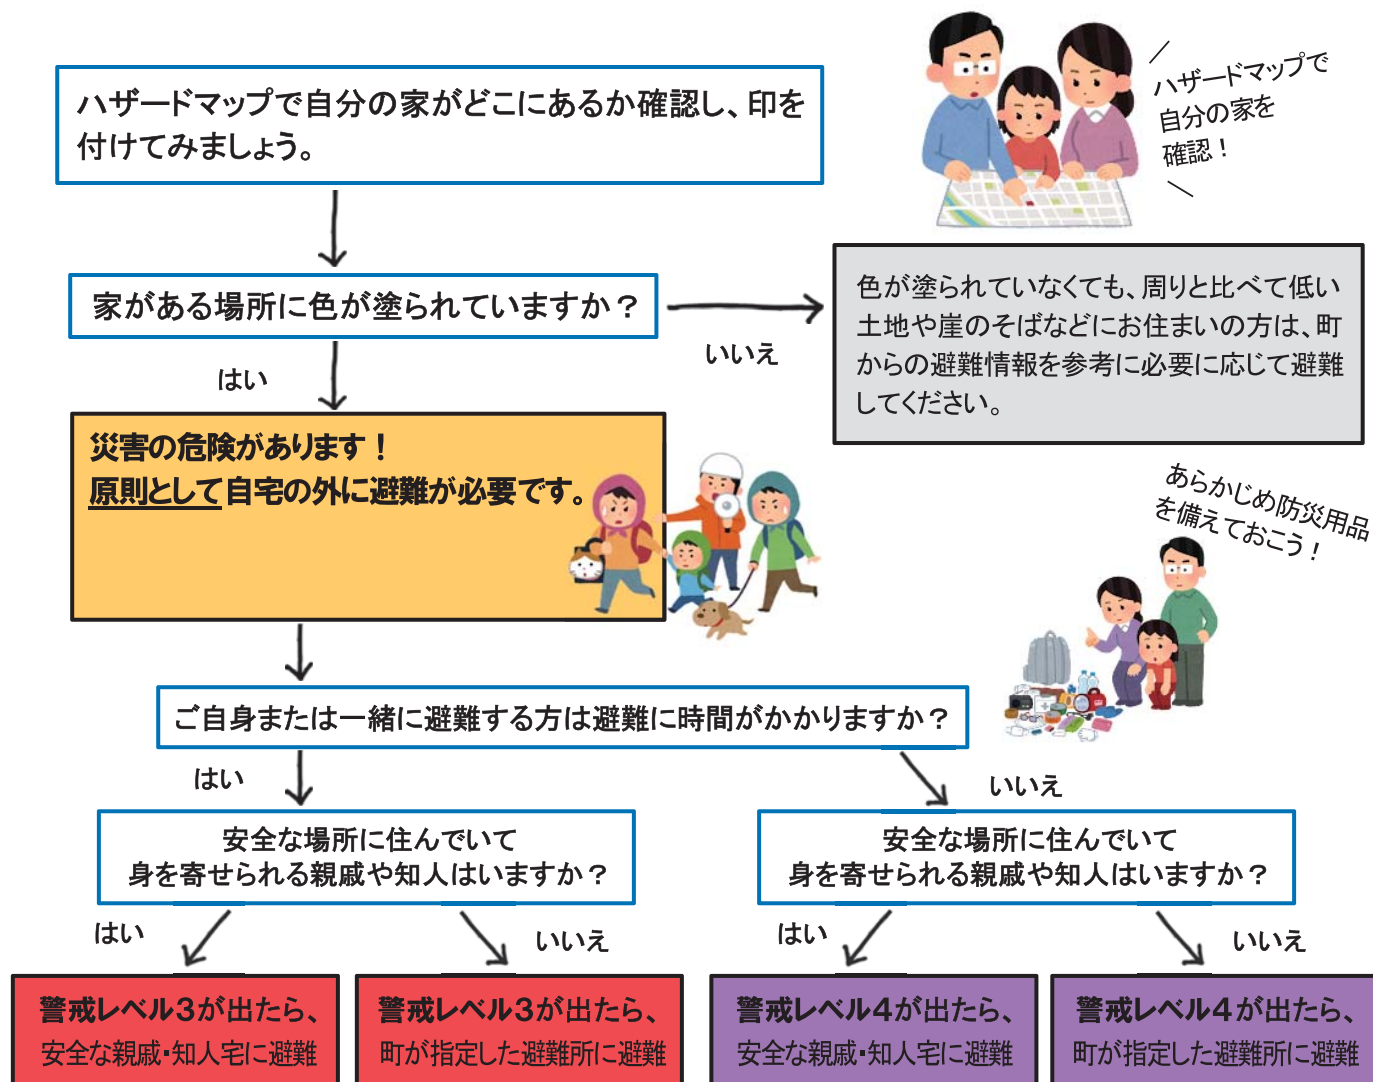 ハザードマップで自分の家がどこにあるか確認し、印を
付けてみましょう。
ハザードマップで
自分の家を
確認！
家がある場所に色が塗られていますか？
いいえ
はい
色が塗られていなくても、周りと比べて低い
土地や崖のそばなどにお住まいの方は、町
からの避難情報を参考に必要に応じて避難
してください。
災害の危険があります！
原則として自宅の外に避難が必要です。
あらかじめ防災用品
を備えておこう！
ご自身または一緒に避難する方は避難に時間がかかりますか？
はい
いいえ
安全な場所に住んでいて
身を寄せられる親戚や知人はいますか？
安全な場所に住んでいて
身を寄せられる親戚や知人はいますか？
はい
いいえ
はい
いいえ
警戒レベル3が出たら、
安全な親戚・知人宅に避難
警戒レベル3が出たら、
町が指定した避難所に避難
警戒レベル4が出たら、
安全な親戚・知人宅に避難
警戒レベル4が出たら、
町が指定した避難所に避難